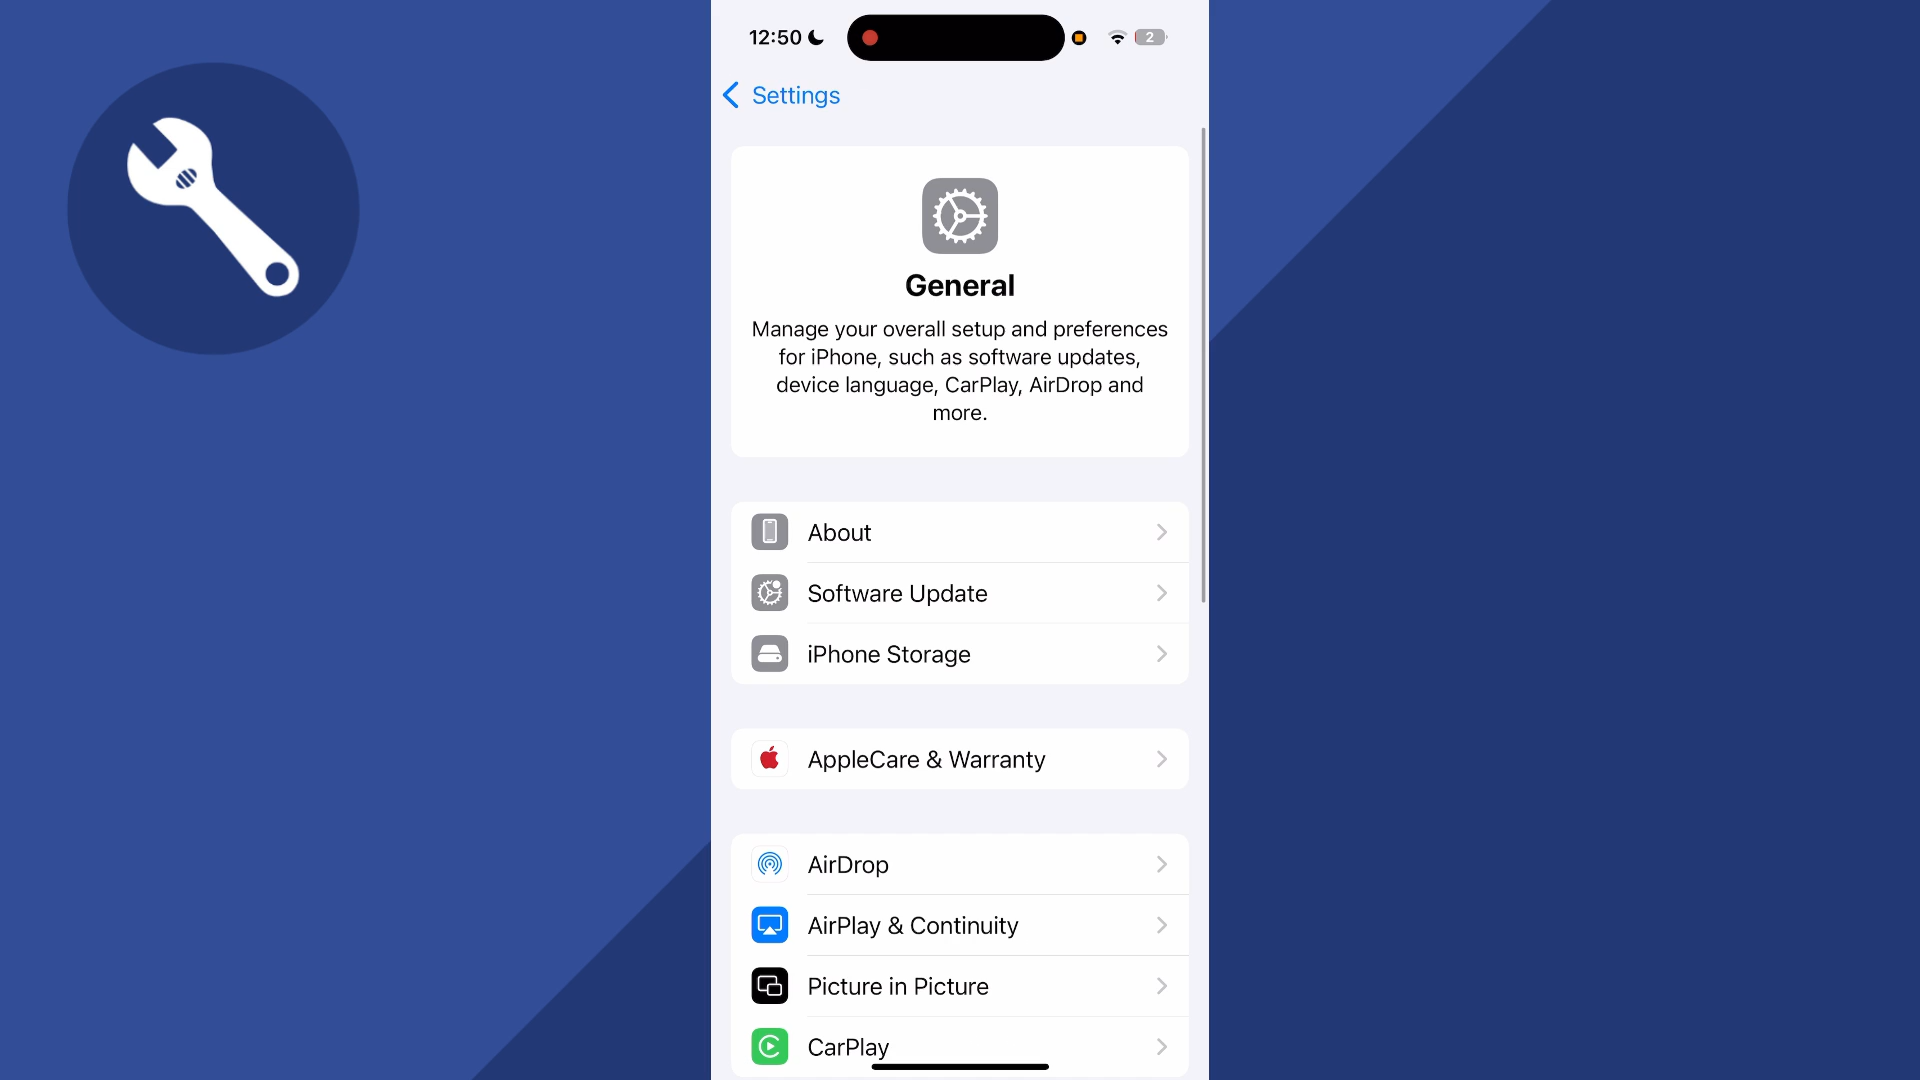 12:50
2
Settings
General
Manage your overall setup and preferences
for iPhone, such as software updates,
device language, CarPlay, AirDrop and
more.
About
Software Update
iPhone Storage
AppleCare & Warranty
AirDrop
AirPlay & Continuity
Picture in Picture
CarPlay